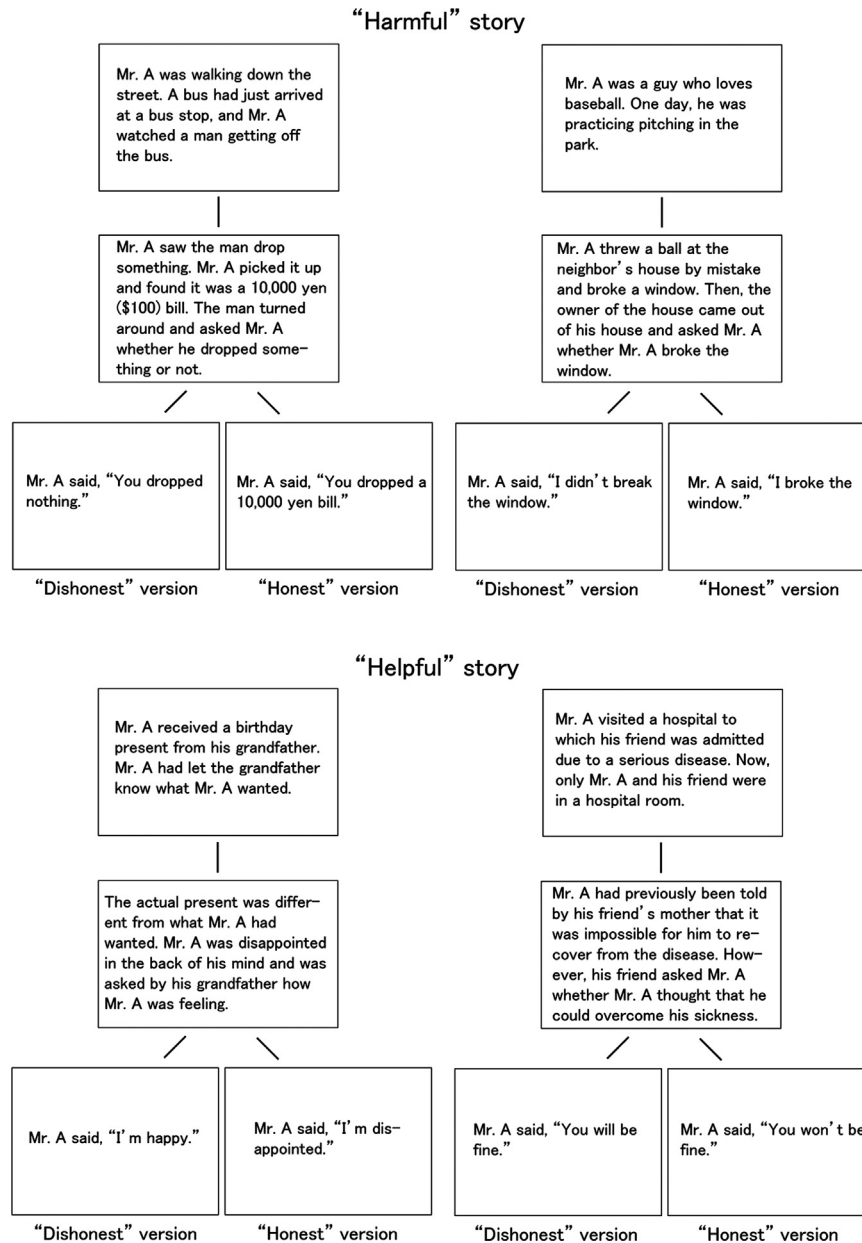 “Harmful” story
Mr. A was walking down the
street. A bus had just arrived
at a bus stop, and Mr. A
watched a man getting off
the bus.
Mr. A was a guy who loves
baseball. One day, he was
practicing pitching in the
park.
Mr. A saw the man drop
something. Mr. A picked it up
and found it was a 10,000 yen
($100) bill. The man turned
around and asked Mr. A
whether he dropped some-
thing or not.
Mr. A threw a ball at the
neighbor’s house by mistake
and broke a window. Then, the
owner of the house came out
of his house and asked Mr. A
whether Mr. A broke the
window.
Mr. A said, “You dropped
nothing.”
Mr. A said, “You dropped a
10,000 yen bill.”
Mr. A said, “I didn’t break
the window.”
Mr. A said, “I broke the
window.”
“Dishonest” version
“Honest” version
“Dishonest” version
“Honest” version
“Helpful” story
Mr. A received a birthday
present from his grandfather.
Mr. A had let the grandfather
know what Mr. A wanted.
Mr. A visited a hospital to
which his friend was admitted
due to a serious disease. Now,
only Mr. A and his friend were
in a hospital room.
The actual present was differ-
ent from what Mr. A had
wanted. Mr. A was disappointed
in the back of his mind and was
asked by his grandfather how
Mr. A was feeling.
Mr. A had previously been told
by his friend’s mother that it
was impossible for him to re-
cover from the disease. How-
ever, his friend asked Mr. A
whether Mr. A thought that he
could overcome his sickness.
Mr. A said, “I’m happy.”
Mr. A said, “I’m dis-
appointed.”
Mr. A said, “You will be
fine.”
Mr. A said, “You won’t be
fine.”
“Dishonest” version
“Honest” version
“Dishonest” version
“Honest” version